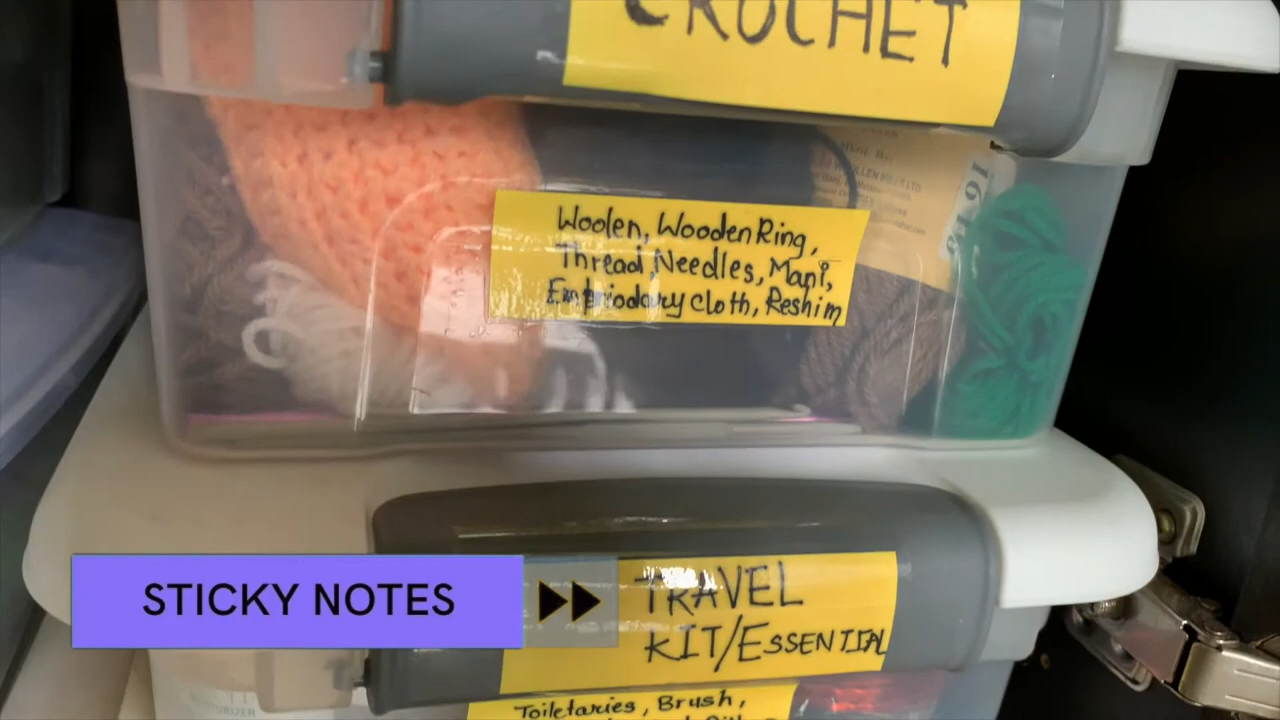 CROCHET
Woolen, Wooden Ring,
Thread, Needles, Mani,
Embriodary cloth, Reshim
STICKY NOTES
TRAVEL
KIT/ESSENTIAL
Toiletaries, Brush,